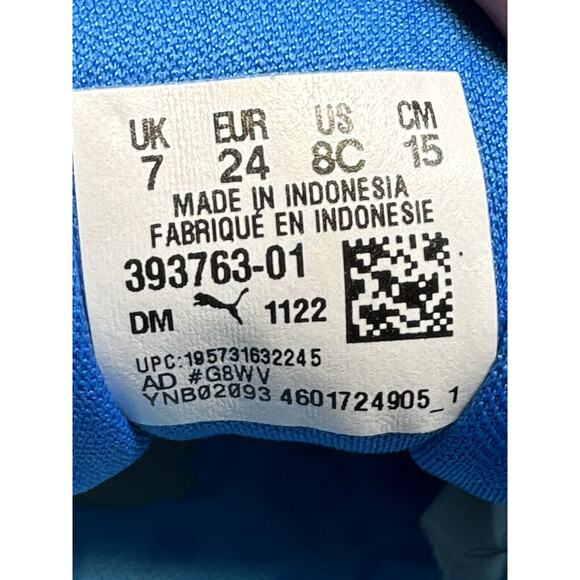 UK EUR US CM
7 24 8C 15
MADE IN INDONESIA
FABRIQUÉ EN INDONESIE
393763-01
DM 1122
UPC:195731632245
AD #G8WV
YNB02093 4601724905_1